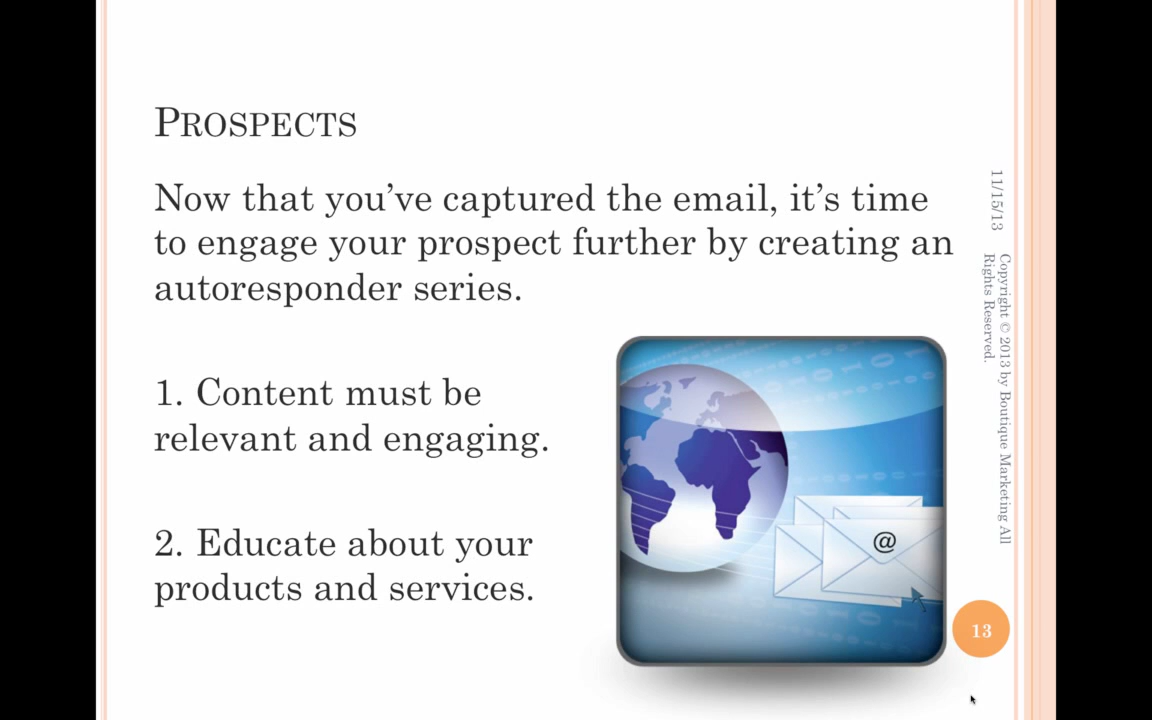 PROSPECTS
Now that you’ve captured the email, it’s time
to engage your prospect further by creating an
autoresponder series.
1. Content must be
relevant and engaging.
2. Educate about your
products and services.
@
11/15/13
Copyright © 2013 by Boutique Marketing All
Rights Reserved.
13